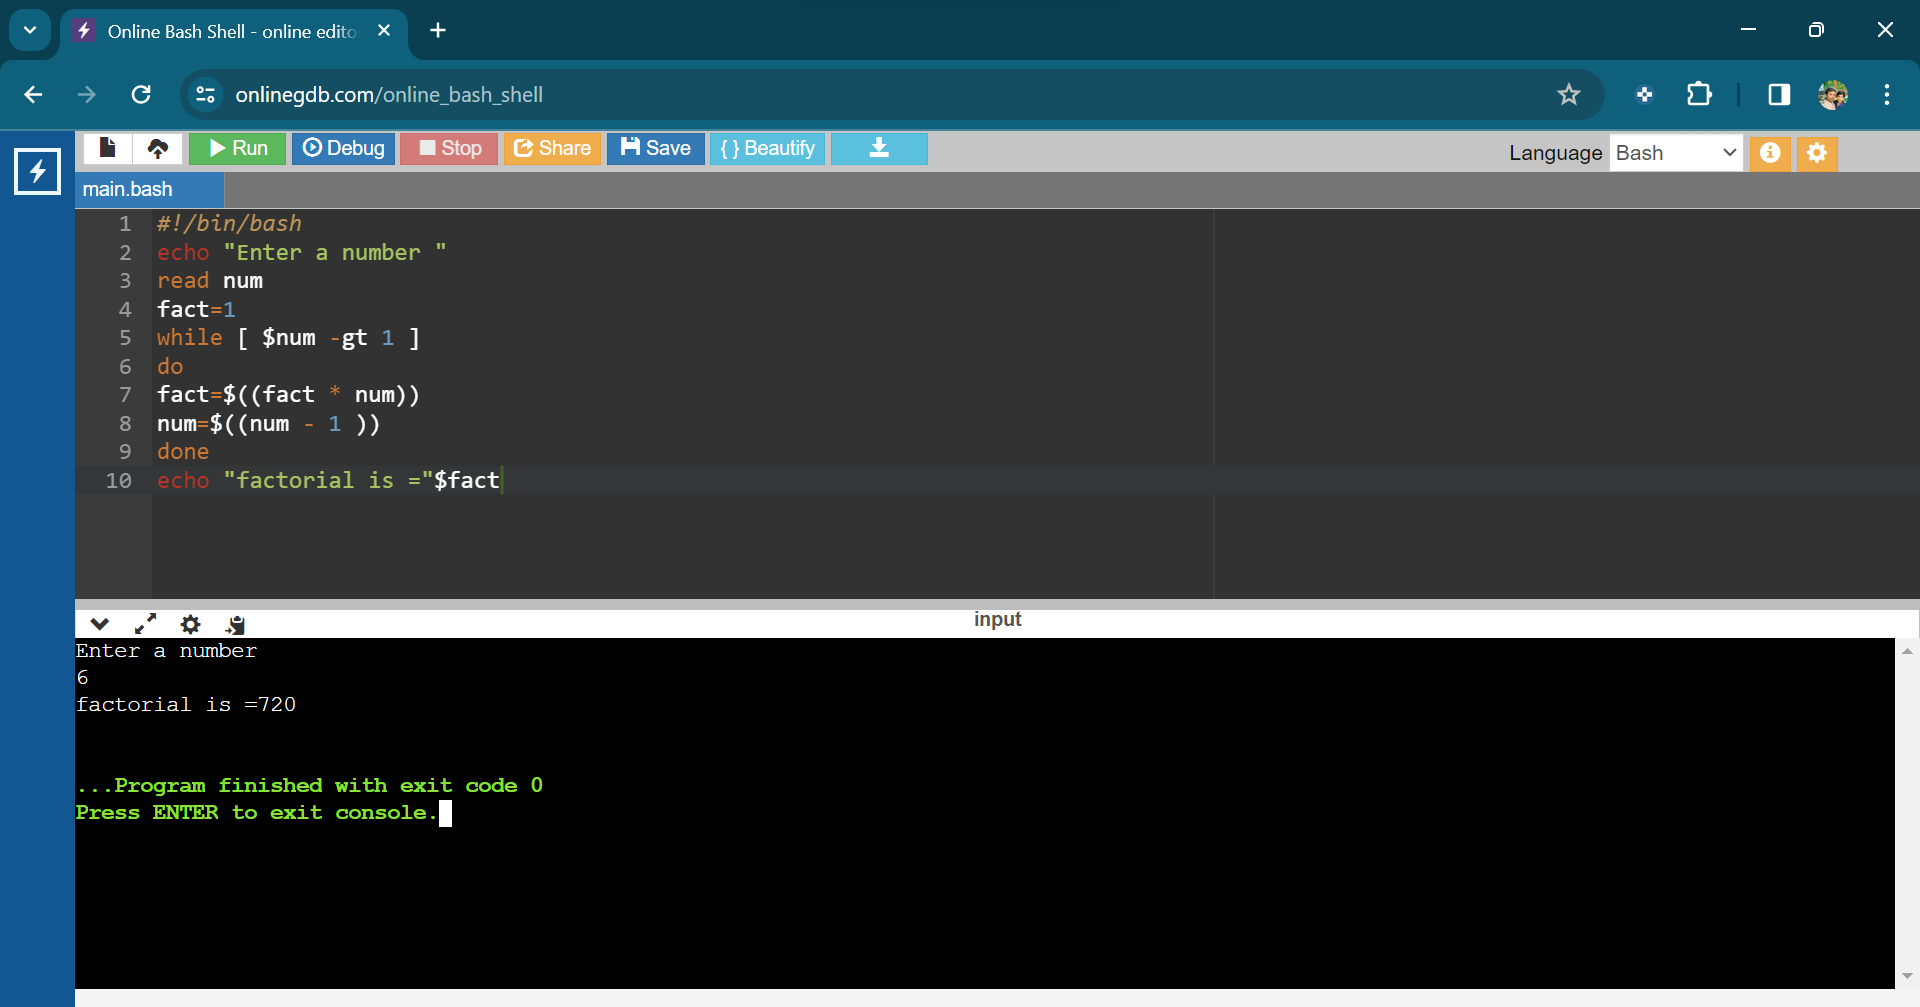 Online Bash Shell - online edito
onlinegdb.com/online_bash_shell
Run Debug Stop Share Save {} Beautify
Language Bash
main.bash
1 #!/bin/bash
2 echo "Enter a number "
3 read num
4 fact=1
5 while [ $num -gt 1 ]
6 do
7 fact=$((fact * num))
8 num=$((num - 1 ))
9 done
10 echo "factorial is ="$fact
input
Enter a number
6
factorial is =720
...Program finished with exit code 0
Press ENTER to exit console.